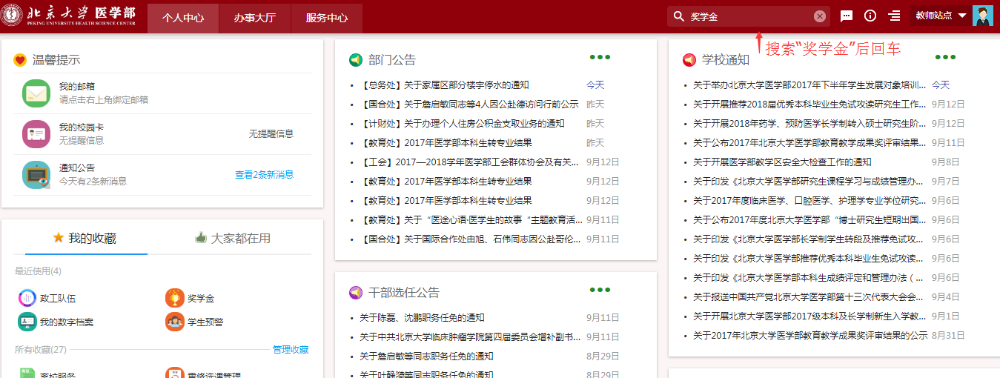 北京大学 医学部
PEKING UNIVERSITY HEALTH SCIENCE CENTER
个人中心
办事大厅
服务中心
奖学金
教师站点
搜索“奖学金”后回车
温馨提示
我的邮箱
请点击右上角绑定邮箱
我的校园卡
无提醒信息
无提醒信息
通知公告
今天有2条新消息
查看2条新消息
我的收藏
大家都在用
最近使用(4)
政工队伍
奖学金
我的数字档案
学生预警
所有收藏(27)
管理收藏
离校服务
重修选课管理
部门公告
【总务处】关于家属区部分楼宇停水的通知 今天
【国合处】关于詹启敏同志等4人因公赴德访问行前公示 昨天
【计财处】关于办理个人住房公积金支取业务的通知 昨天
【教育处】2017年医学部本科生转专业结果 昨天
【工会】2017—2018学年医学部工会群体协会及有关... 9月12日
【教育处】2017年医学部本科生转专业结果 9月12日
【教育处】2017年医学部本科生转专业结果 9月12日
【教育处】关于“医途心语·医学生的故事“主题教育活... 9月11日
【国合处】关于国际合作处由旭、石伟同志因公赴哥伦... 9月11日
干部选任公告
关于陈磊、沈鹏职务任免的通知 9月11日
关于中共北京大学临床肿瘤学院第四届委员会增补副书... 9月11日
关于詹启敏等同志职务任免的通知 8月29日
关于叶静漪等同志职务任免的通知 8月29日
学校通知
关于举办北京大学医学部2017年下半年学生发展对象培训... 今天
关于开展推荐2018届优秀本科毕业生免试攻读研究生工作... 9月12日
关于开展2018年药学、预防医学长学制转入硕士研究生阶... 9月12日
关于公布2017年北京大学医学部教育教学成果奖评审结果... 9月11日
关于开展医学部教学区安全大检查工作的通知 9月8日
关于印发《北京大学医学部研究生课程学习与成绩管理办... 9月7日
关于2017年度临床医学、口腔医学、护理学专业学位研究... 9月6日
关于公布2017年度北京大学医学部“博士研究生短期出国... 9月6日
关于印发《北京大学医学部长学制学生转段及推荐免试攻... 9月6日
关于印发《北京大学医学部推荐优秀本科毕业生免试攻读... 9月6日
关于印发《北京大学医学部本科生成绩评定和管理办法（... 9月6日
关于报送中国共产党北京大学医学部第十三次代表大会会... 9月4日
关于开展北京大学医学部2017级本科及长学制新生入学教... 9月1日
关于2017年北京大学医学部教育教学成果奖评审结果的公示 8月31日